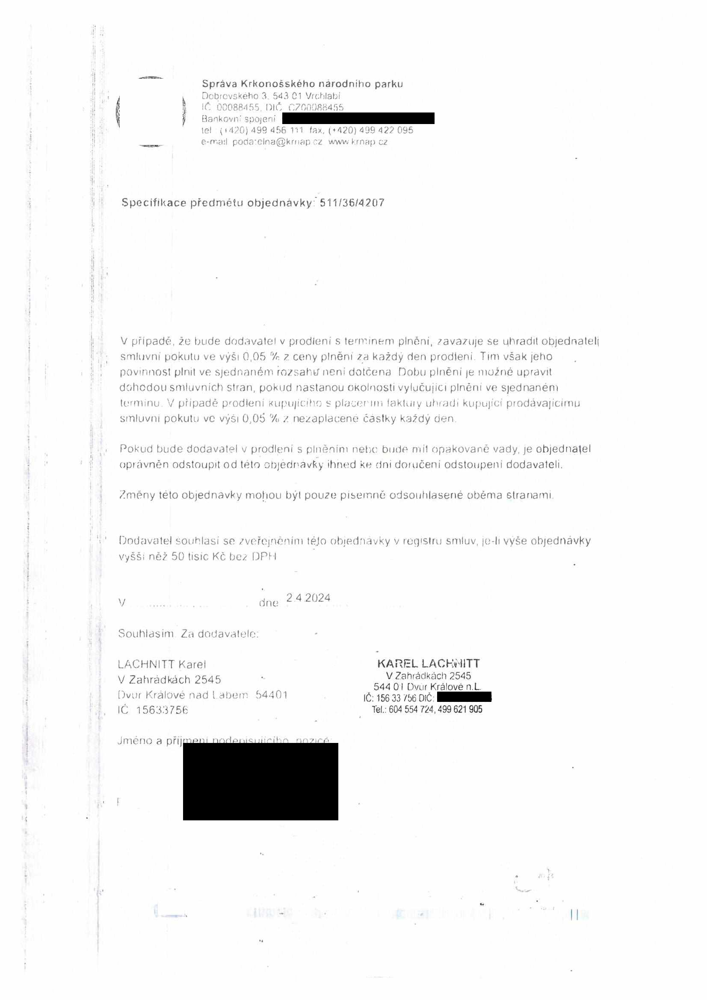 Správa Krkonošského národního parku
Dobrovského 3, 543 01 Vrchlabí
IČ 00088455, DIČ CZ00088455
Bankovní spojení
tel (+420) 499 456 111 fax, (+420) 499 422 095
e-mail podatelna@krnap.cz www.krnap.cz
Specifikace předmětu objednávky: 511/36/4207
V případě, že bude dodavatel v prodlení s termínem plnění, zavazuje se uhradit objednateli
smluvní pokutu ve výši 0,05 % z ceny plnění za každý den prodlení. Tím však jeho
povinnost plnit ve sjednaném rozsahu není dotčena Dobu plnění je možné upravit
dohodou smluvních stran, pokud nastanou okolnosti vylučující plnění ve sjednaném
termínu. V případě prodlení kupujícího s placením faktury uhradí kupující prodávajícímu
smluvní pokutu ve výši 0,05 % z nezaplacené částky každý den.
Pokud bude dodavatel v prodlení s plněním nebo bude mít opakované vady, je objednatel
oprávněn odstoupit od této objednávky ihned ke dni doručení odstoupení dodavateli.
Změny této objednávky mohou být pouze písemně odsouhlasené oběma stranami.
Dodavatel souhlasí se zveřejněním této objednávky v registru smluv, je-li výše objednávky
vyšší něž 50 tisíc Kč bez DPH
V dne 2.4.2024
Souhlasím. Za dodavatele:
LACHNITT Karel
V Zahrádkách 2545
Dvůr Králové nad Labem 54401
IČ 15633756
KAREL LACHNITT
V Zahrádkách 2545
544 01 Dvůr Králové n.L.
IČ: 156 33 756 DIČ:
Tel.: 604 554 724, 499 621 905
Jméno a příjmení podepisujícího, pozice: